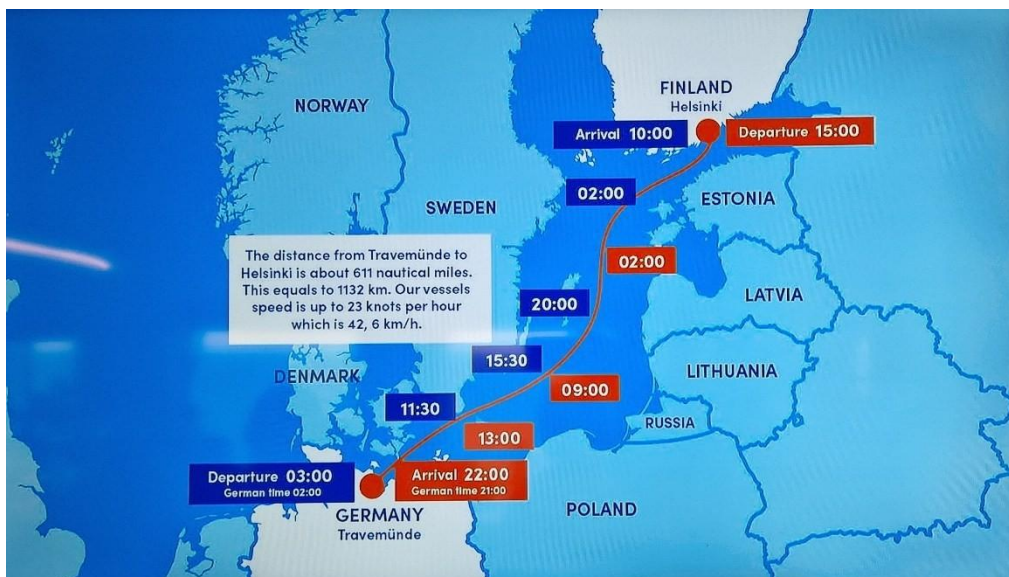 FINLAND
Helsinki
NORWAY
Arrival 10:00
Departure 15:00
02:00
ESTONIA
SWEDEN
The distance from Travemünde to
Helsinki is about 611 nautical miles.
This equals to 1132 km. Our vessels
speed is up to 23 knots per hour
which is 42, 6 km/h.
02:00
LATVIA
20:00
15:30
DENMARK
LITHUANIA
09:00
11:30
RUSSIA
13:00
Departure 03:00
German time 02:00
Arrival 22:00
German time 21:00
GERMANY
Travemünde
POLAND